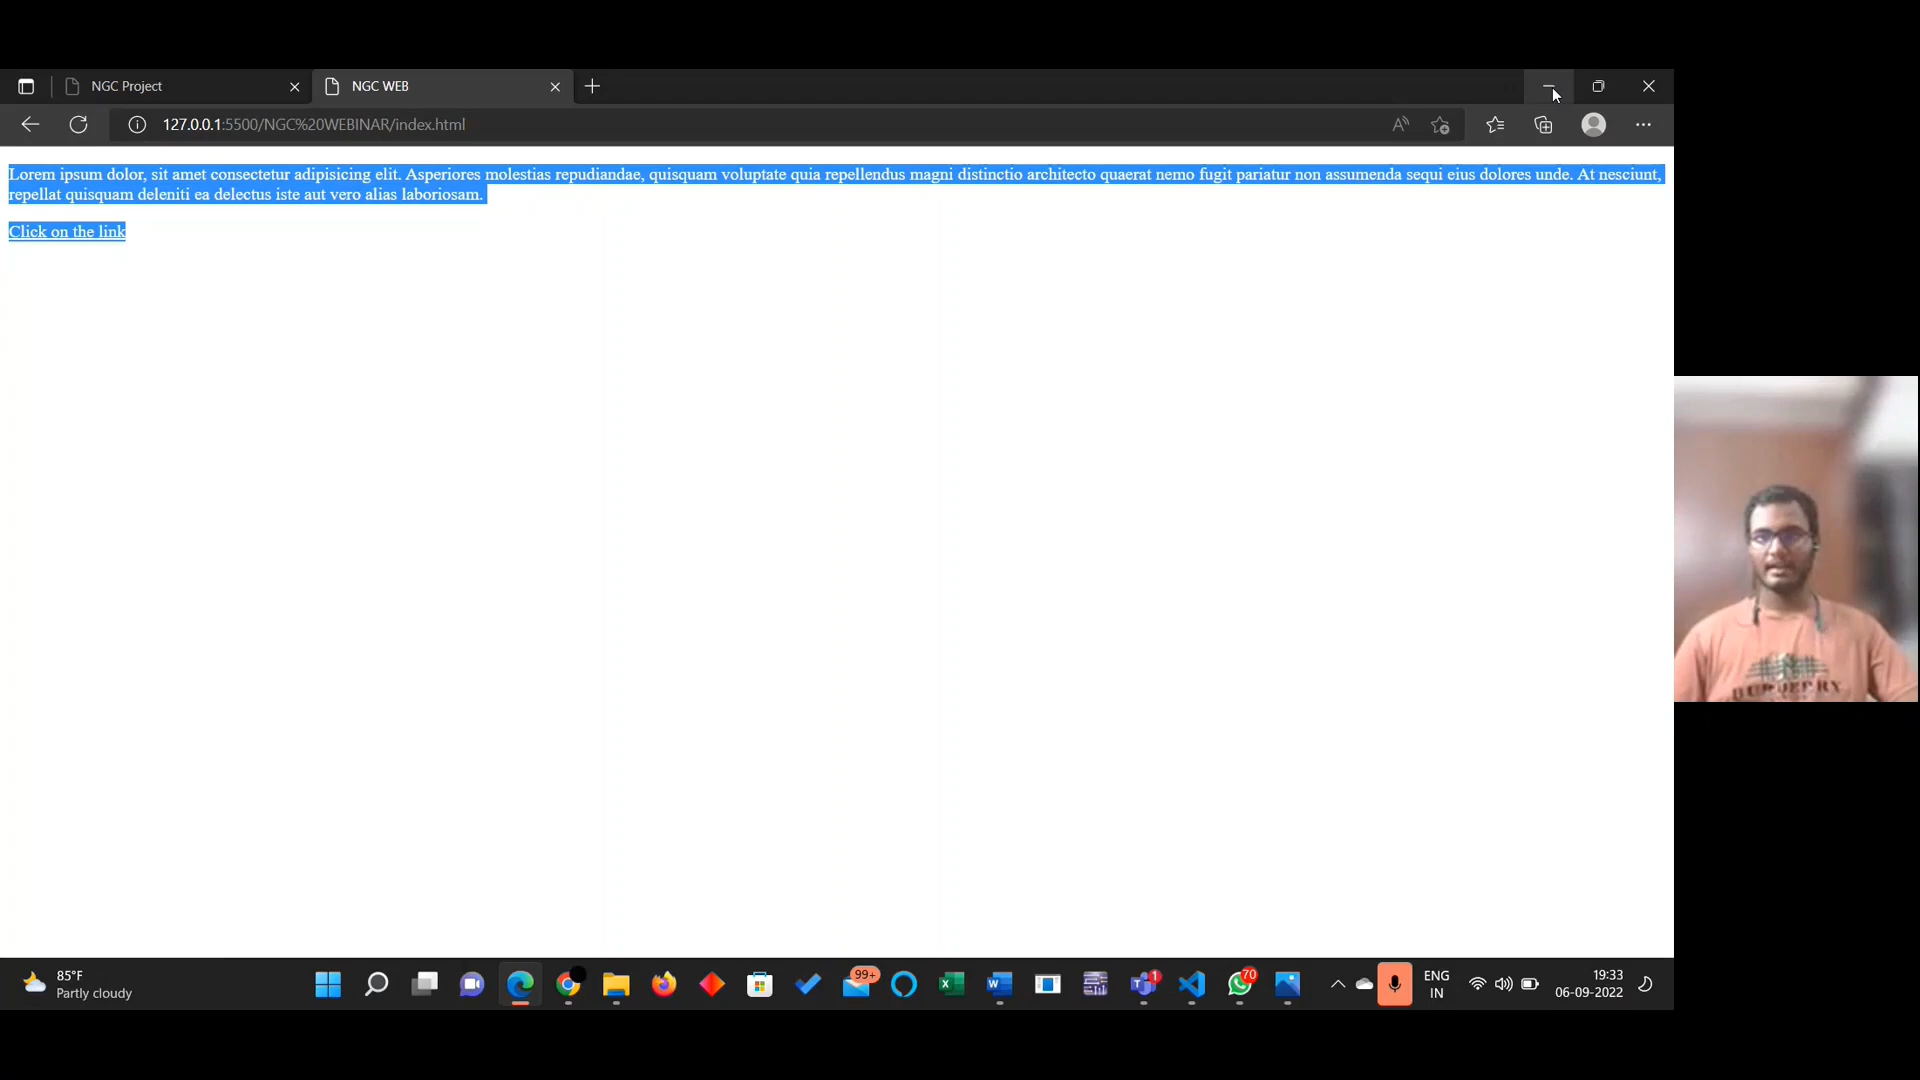 NGC Project
NGC WEB
127.0.0.1:5500/NGC%20WEBINAR/index.html
Lorem ipsum dolor, sit amet consectetur adipisicing elit. Asperiores molestias repudiandae, quisquam voluptate quia repellendus magni distinctio architecto quaerat nemo fugit pariatur non assumenda sequi eius dolores unde. At nesciunt,
repellat quisquam deleniti ea delectus iste aut vero alias laboriosam.
Click on the link
85°F
Partly cloudy
99+
1
70
ENG
IN
19:33
06-09-2022